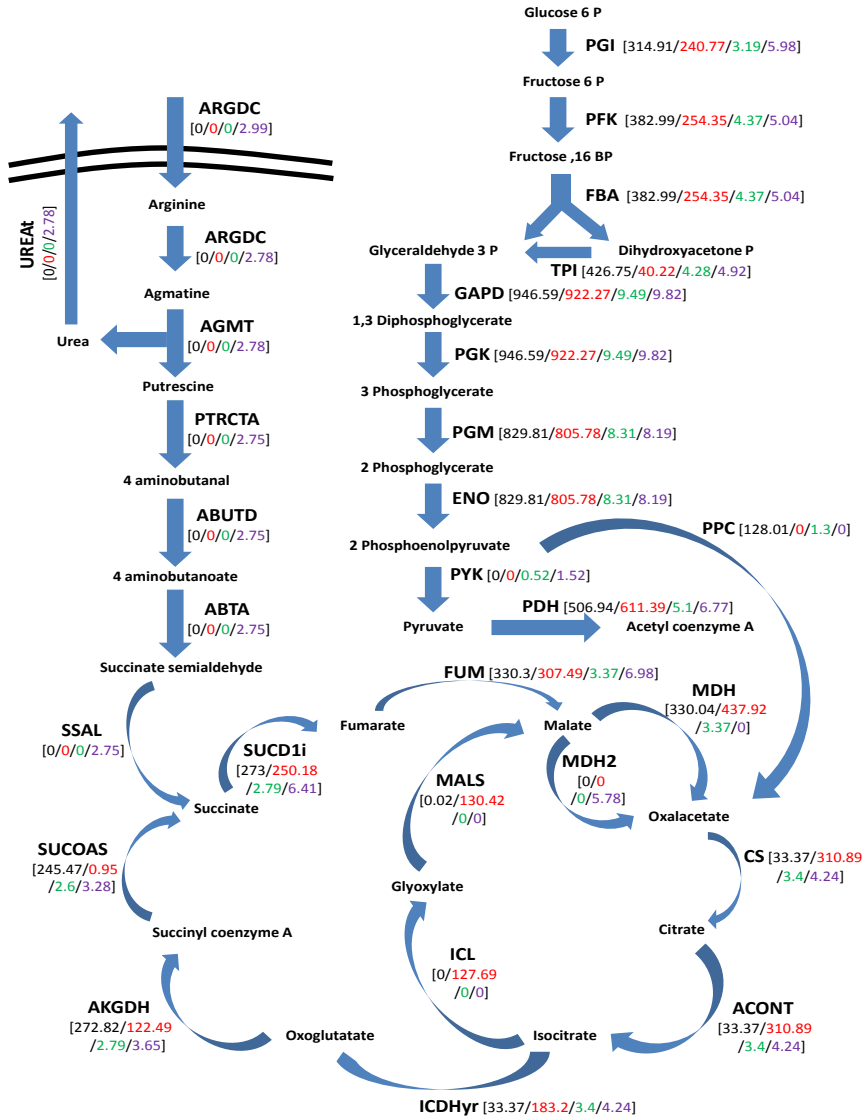 Glucose 6 P
PGI [314.91/240.77/3.19/5.98]
Fructose 6 P
PFK [382.99/254.35/4.37/5.04]
Fructose ,16 BP
FBA [382.99/254.35/4.37/5.04]
Glyceraldehyde 3 P
Dihydroxyacetone P
TPI [426.75/40.22/4.28/4.92]
GAPD [946.59/922.27/9.49/9.82]
1,3 Diphosphoglycerate
PGK [946.59/922.27/9.49/9.82]
3 Phosphoglycerate
PGM [829.81/805.78/8.31/8.19]
2 Phosphoglycerate
ENO [829.81/805.78/8.31/8.19]
2 Phosphoenolpyruvate
PPC [128.01/0/1.3/0]
PYK [0/0/0.52/1.52]
PDH [506.94/611.39/5.1/6.77]
Pyruvate
Acetyl coenzyme A
ARGDC
[0/0/0/2.99]
UREAt
[0/0/0/2.78]
Arginine
ARGDC
[0/0/0/2.78]
Agmatine
AGMT
[0/0/0/2.78]
Urea
Putrescine
PTRCTA
[0/0/0/2.75]
4 aminobutanal
ABUTD
[0/0/0/2.75]
4 aminobutanoate
ABTA
[0/0/0/2.75]
Succinate semialdehyde
SSAL
[0/0/0/2.75]
Succinate
SUCD1i
[273/250.18
/2.79/6.41]
Fumarate
FUM [330.3/307.49/3.37/6.98]
Malate
MDH
[330.04/437.92
/3.37/0]
MDH2
[0/0
/0/5.78]
MALS
[0.02/130.42
/0/0]
Oxalacetate
CS [33.37/310.89
/3.4/4.24]
Citrate
SUCOAS
[245.47/0.95
/2.6/3.28]
Succinyl coenzyme A
Glyoxylate
ICL
[0/127.69
/0/0]
ACONT
[33.37/310.89
/3.4/4.24]
AKGDH
[272.82/122.49
/2.79/3.65]
Oxoglutatate
Isocitrate
ICDHyr [33.37/183.2/3.4/4.24]